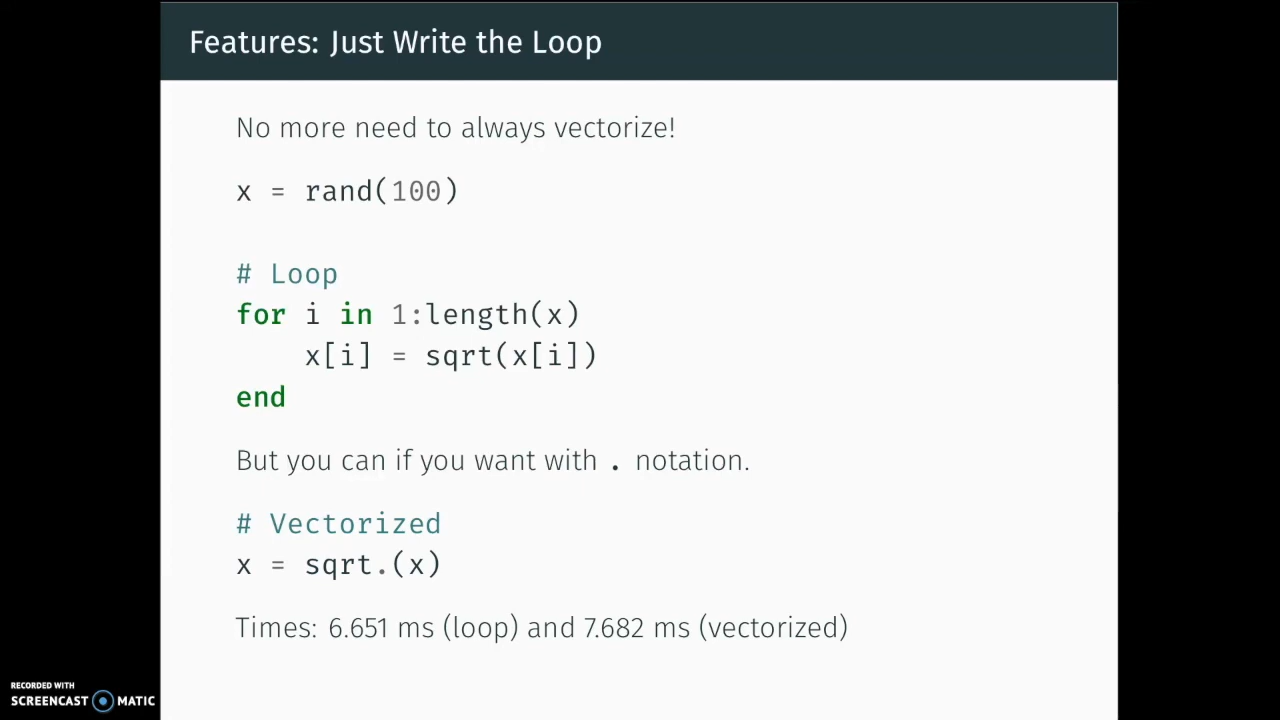 Features: Just Write the Loop
No more need to always vectorize!
x = rand(100)
# Loop
for i in 1:length(x)
    x[i] = sqrt(x[i])
end
But you can if you want with . notation.
# Vectorized
x = sqrt.(x)
Times: 6.651 ms (loop) and 7.682 ms (vectorized)
RECORDED WITH
SCREENCAST MATIC